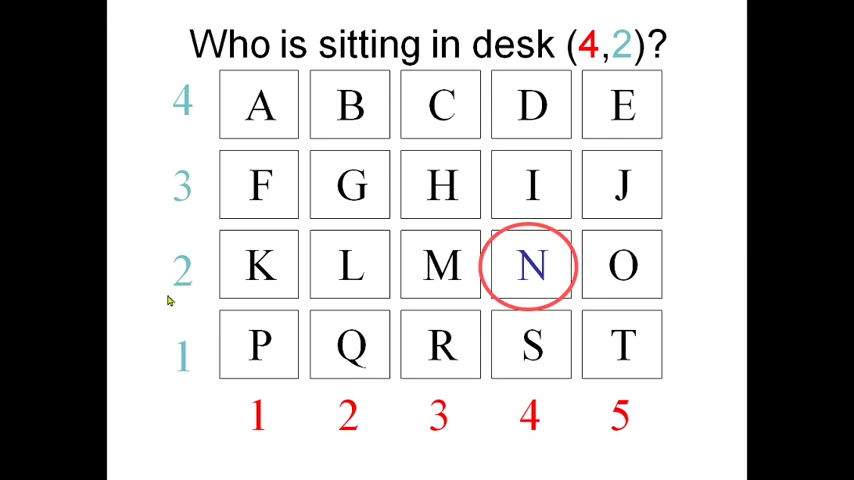 Who is sitting in desk (4,2)?
4 A B C D E
3 F G H I J
2 K L M N O
1 P Q R S T
1 2 3 4 5